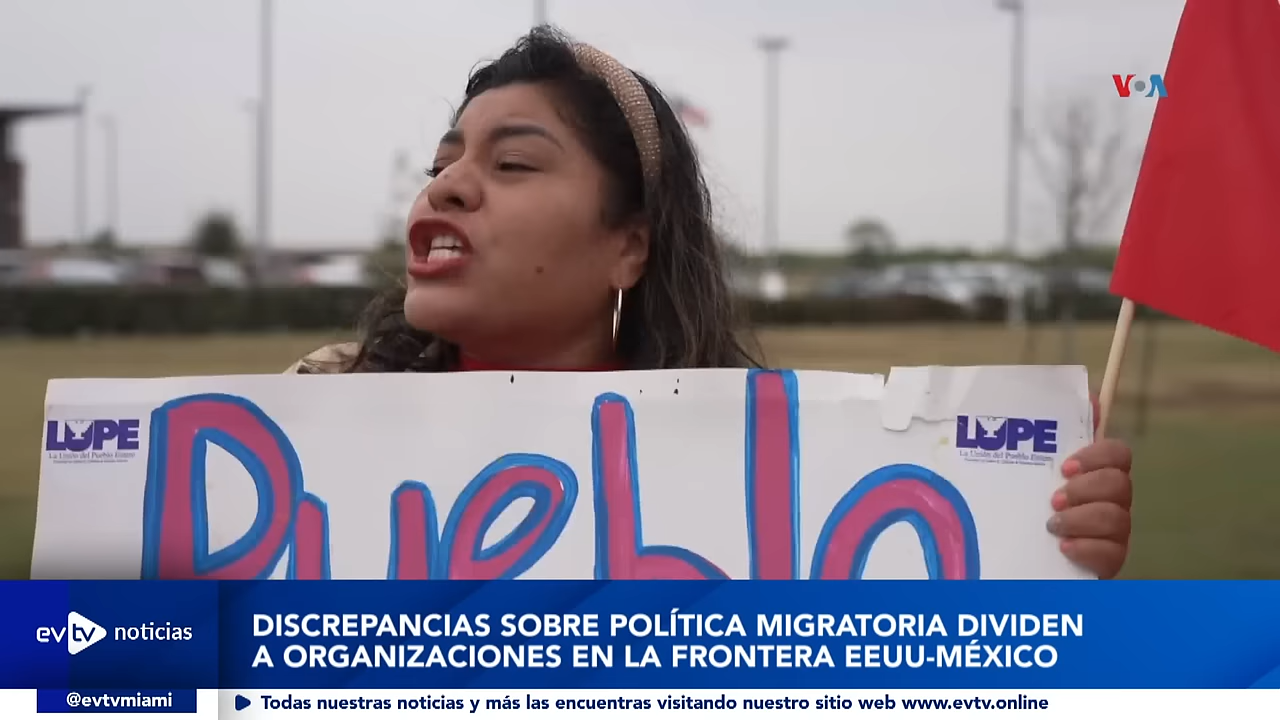 VOA
LUPE
La Unión del Pueblo Entero
LUPE
La Unión del Pueblo Entero
Pueblo
evtv noticias
DISCREPANCIAS SOBRE POLÍTICA MIGRATORIA DIVIDEN
A ORGANIZACIONES EN LA FRONTERA EEUU-MÉXICO
@evtvmiami
Todas nuestras noticias y más las encuentras visitando nuestro sitio web www.evtv.online